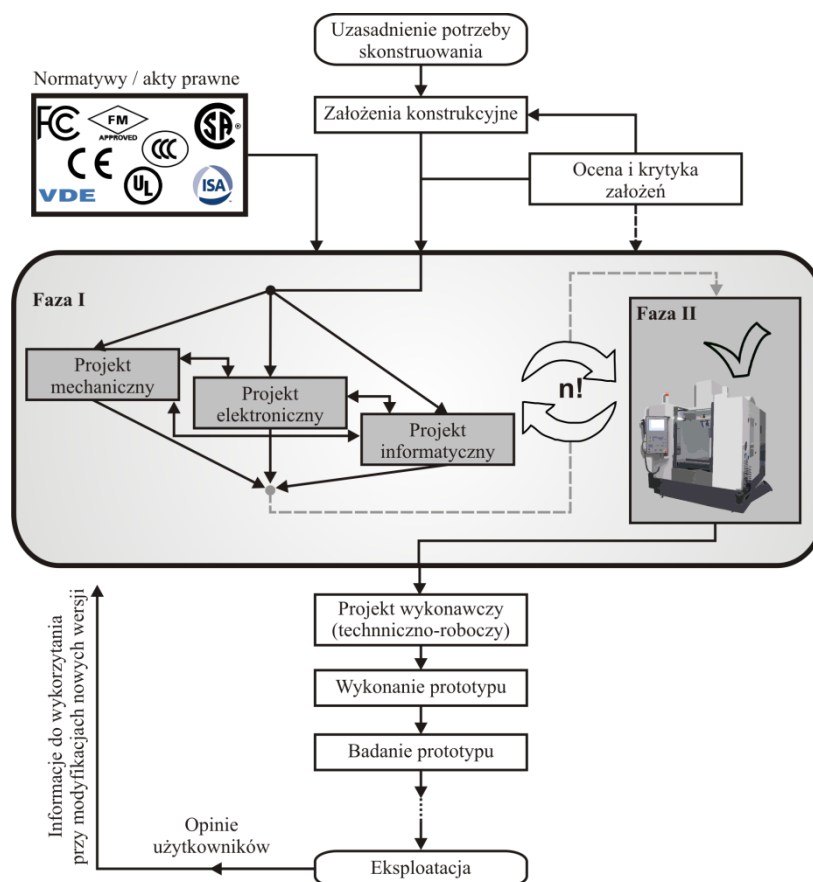 Uzasadnienie potrzeby
skonstruowania
Normatywy / akty prawne
Założenia konstrukcyjne
FC
FM
APPROVED
CCC
SA®
CE
VDE
UL
ISA
Ocena i krytyka
założeń
Faza I
Faza II
Projekt
mechaniczny
Projekt
elektroniczny
Projekt
informatyczny
n!
Projekt wykonawczy
(techniczno-roboczy)
Wykonanie prototypu
Badanie prototypu
Informacje do wykorzytania
przy modyfikacjach nowych wersji
Opinie
użytkowników
Eksploatacja